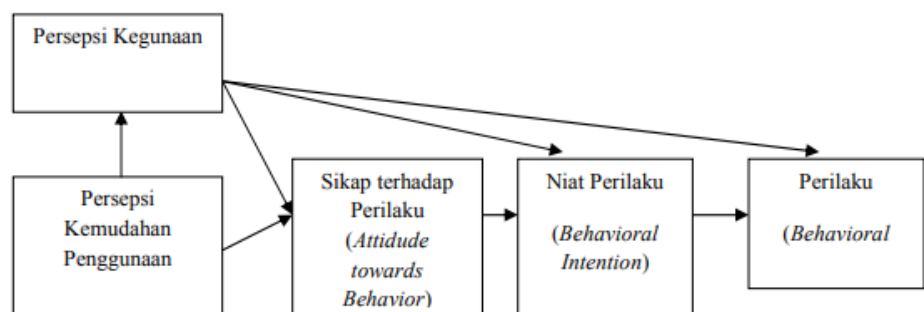 Persepsi Kegunaan
Persepsi
Kemudahan
Penggunaan
Sikap terhadap
Perilaku
(Attidude
towards
Behavior)
Niat Perilaku
(Behavioral
Intention)
Perilaku
(Behavioral